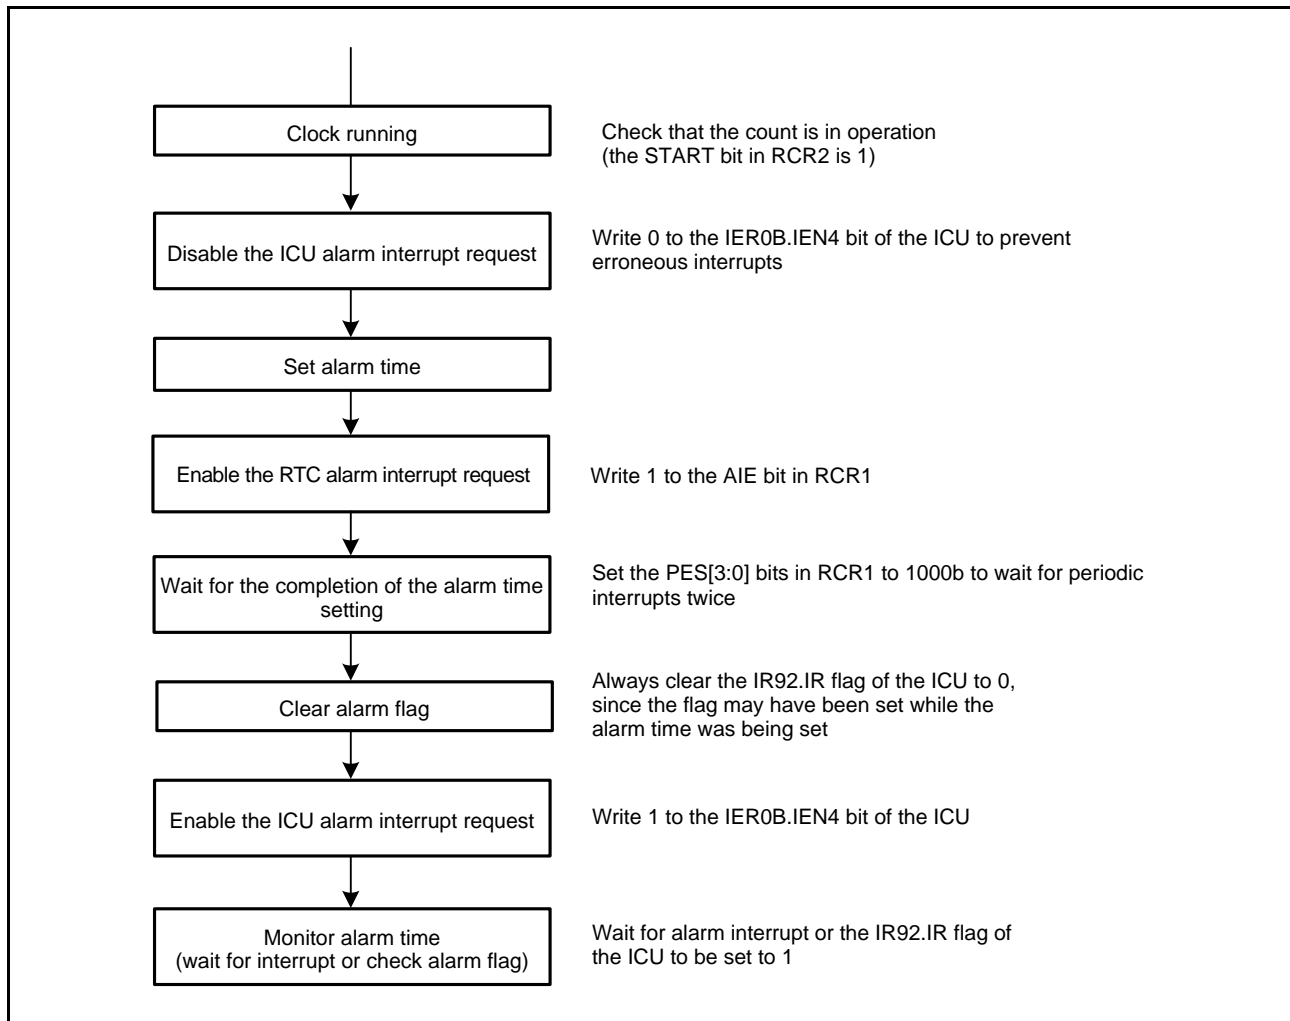 Clock running
Check that the count is in operation
(the START bit in RCR2 is 1)
Disable the ICU alarm interrupt request
Write 0 to the IER0B.IEN4 bit of the ICU to prevent
erroneous interrupts
Set alarm time
Enable the RTC alarm interrupt request
Write 1 to the AIE bit in RCR1
Wait for the completion of the alarm time
setting
Set the PES[3:0] bits in RCR1 to 1000b to wait for periodic
interrupts twice
Clear alarm flag
Always clear the IR92.IR flag of the ICU to 0,
since the flag may have been set while the
alarm time was being set
Enable the ICU alarm interrupt request
Write 1 to the IER0B.IEN4 bit of the ICU
Monitor alarm time
(wait for interrupt or check alarm flag)
Wait for alarm interrupt or the IR92.IR flag of
the ICU to be set to 1